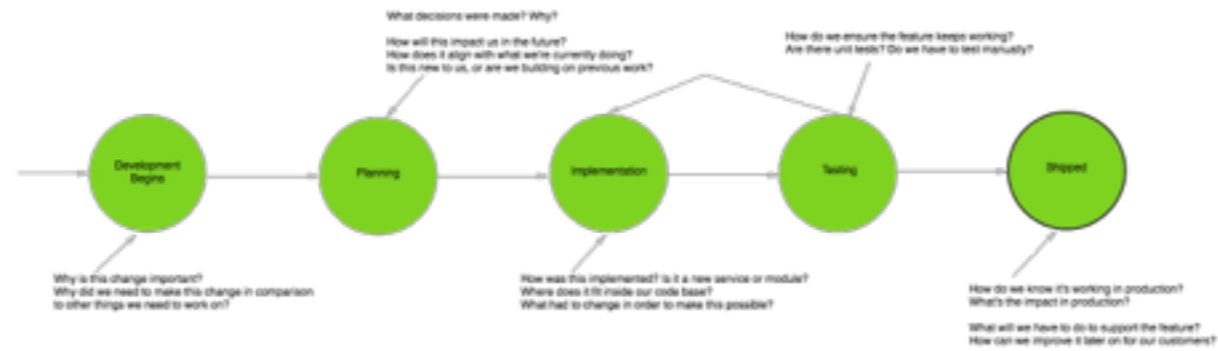 What decisions were made? Why?
How will this impact us in the future?
How does it align with what we're currently doing?
Is this new to us, or are we building on previous work?
How do we ensure the feature keeps working?
Are there unit tests? Do we have to test manually?
Development
Begins
Planning
Implementation
Testing
Shipped
Why is this change important?
Why did we need to make this change in comparison
to other things we need to work on?
How was this implemented? Is it a new service or module?
Where does it fit inside our code base?
What had to change in order to make this possible?
How do we know it's working in production?
What's the impact in production?
What will we have to do to support the feature?
How can we improve it later on for our customers?